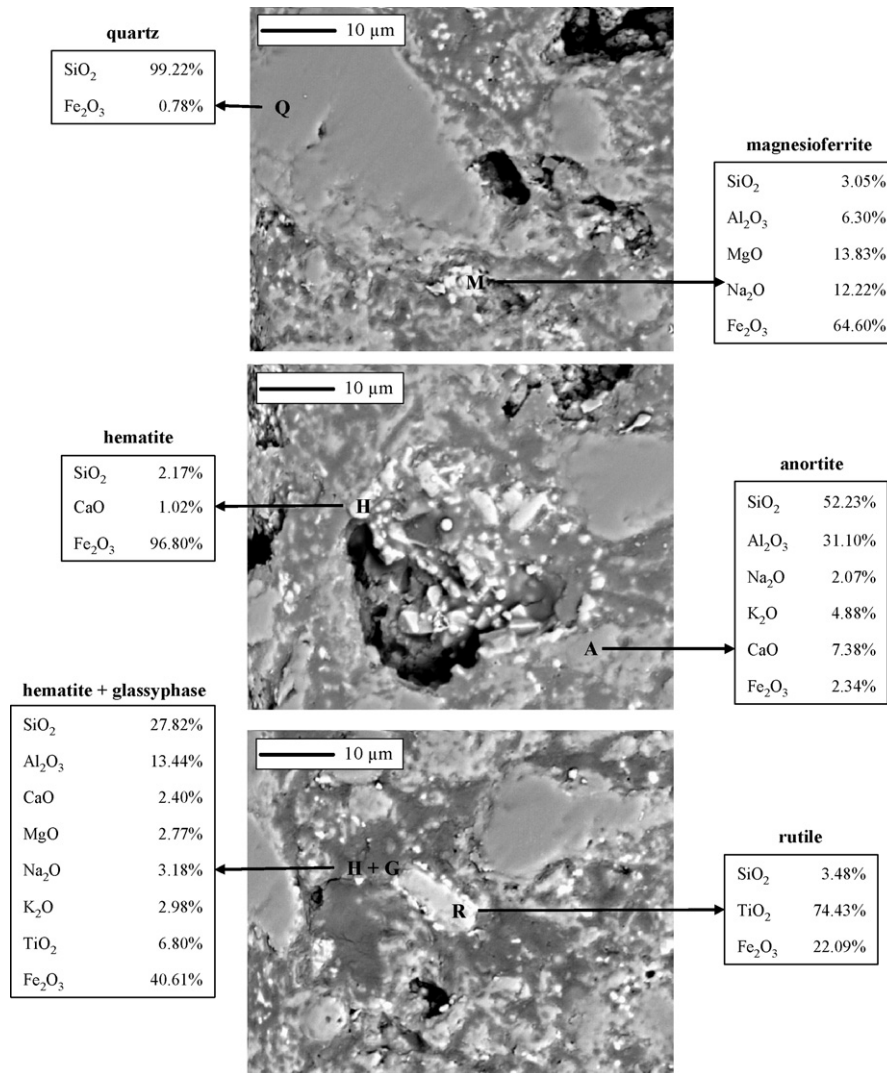 quartz
SiO₂ 99.22%
Fe₂O₃ 0.78%
10 µm
Q
M
magnesioferrite
SiO₂ 3.05%
Al₂O₃ 6.30%
MgO 13.83%
Na₂O 12.22%
Fe₂O₃ 64.60%
hematite
SiO₂ 2.17%
CaO 1.02%
Fe₂O₃ 96.80%
10 µm
H
A
anortite
SiO₂ 52.23%
Al₂O₃ 31.10%
Na₂O 2.07%
K₂O 4.88%
CaO 7.38%
Fe₂O₃ 2.34%
hematite + glassyphase
SiO₂ 27.82%
Al₂O₃ 13.44%
CaO 2.40%
MgO 2.77%
Na₂O 3.18%
K₂O 2.98%
TiO₂ 6.80%
Fe₂O₃ 40.61%
10 µm
H + G
R
rutile
SiO₂ 3.48%
TiO₂ 74.43%
Fe₂O₃ 22.09%